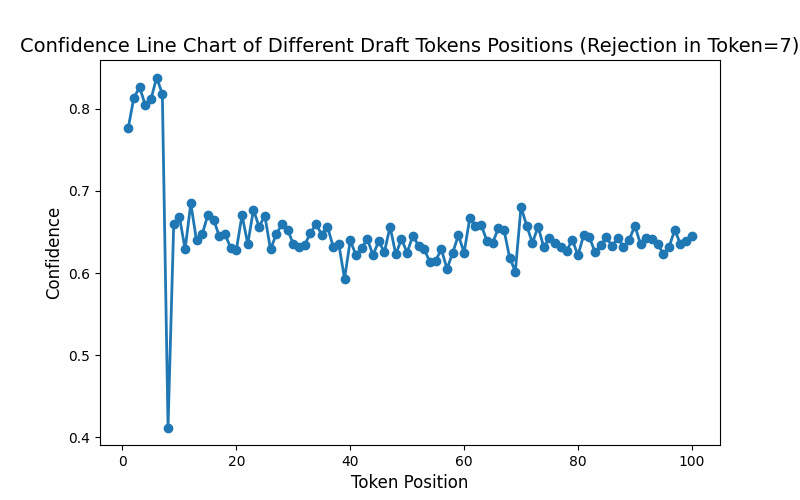 Confidence Line Chart of Different Draft Tokens Positions (Rejection in Token=7)
0.8
0.7
0.6
0.5
0.4
Confidence
0 20 40 60 80 100
Token Position